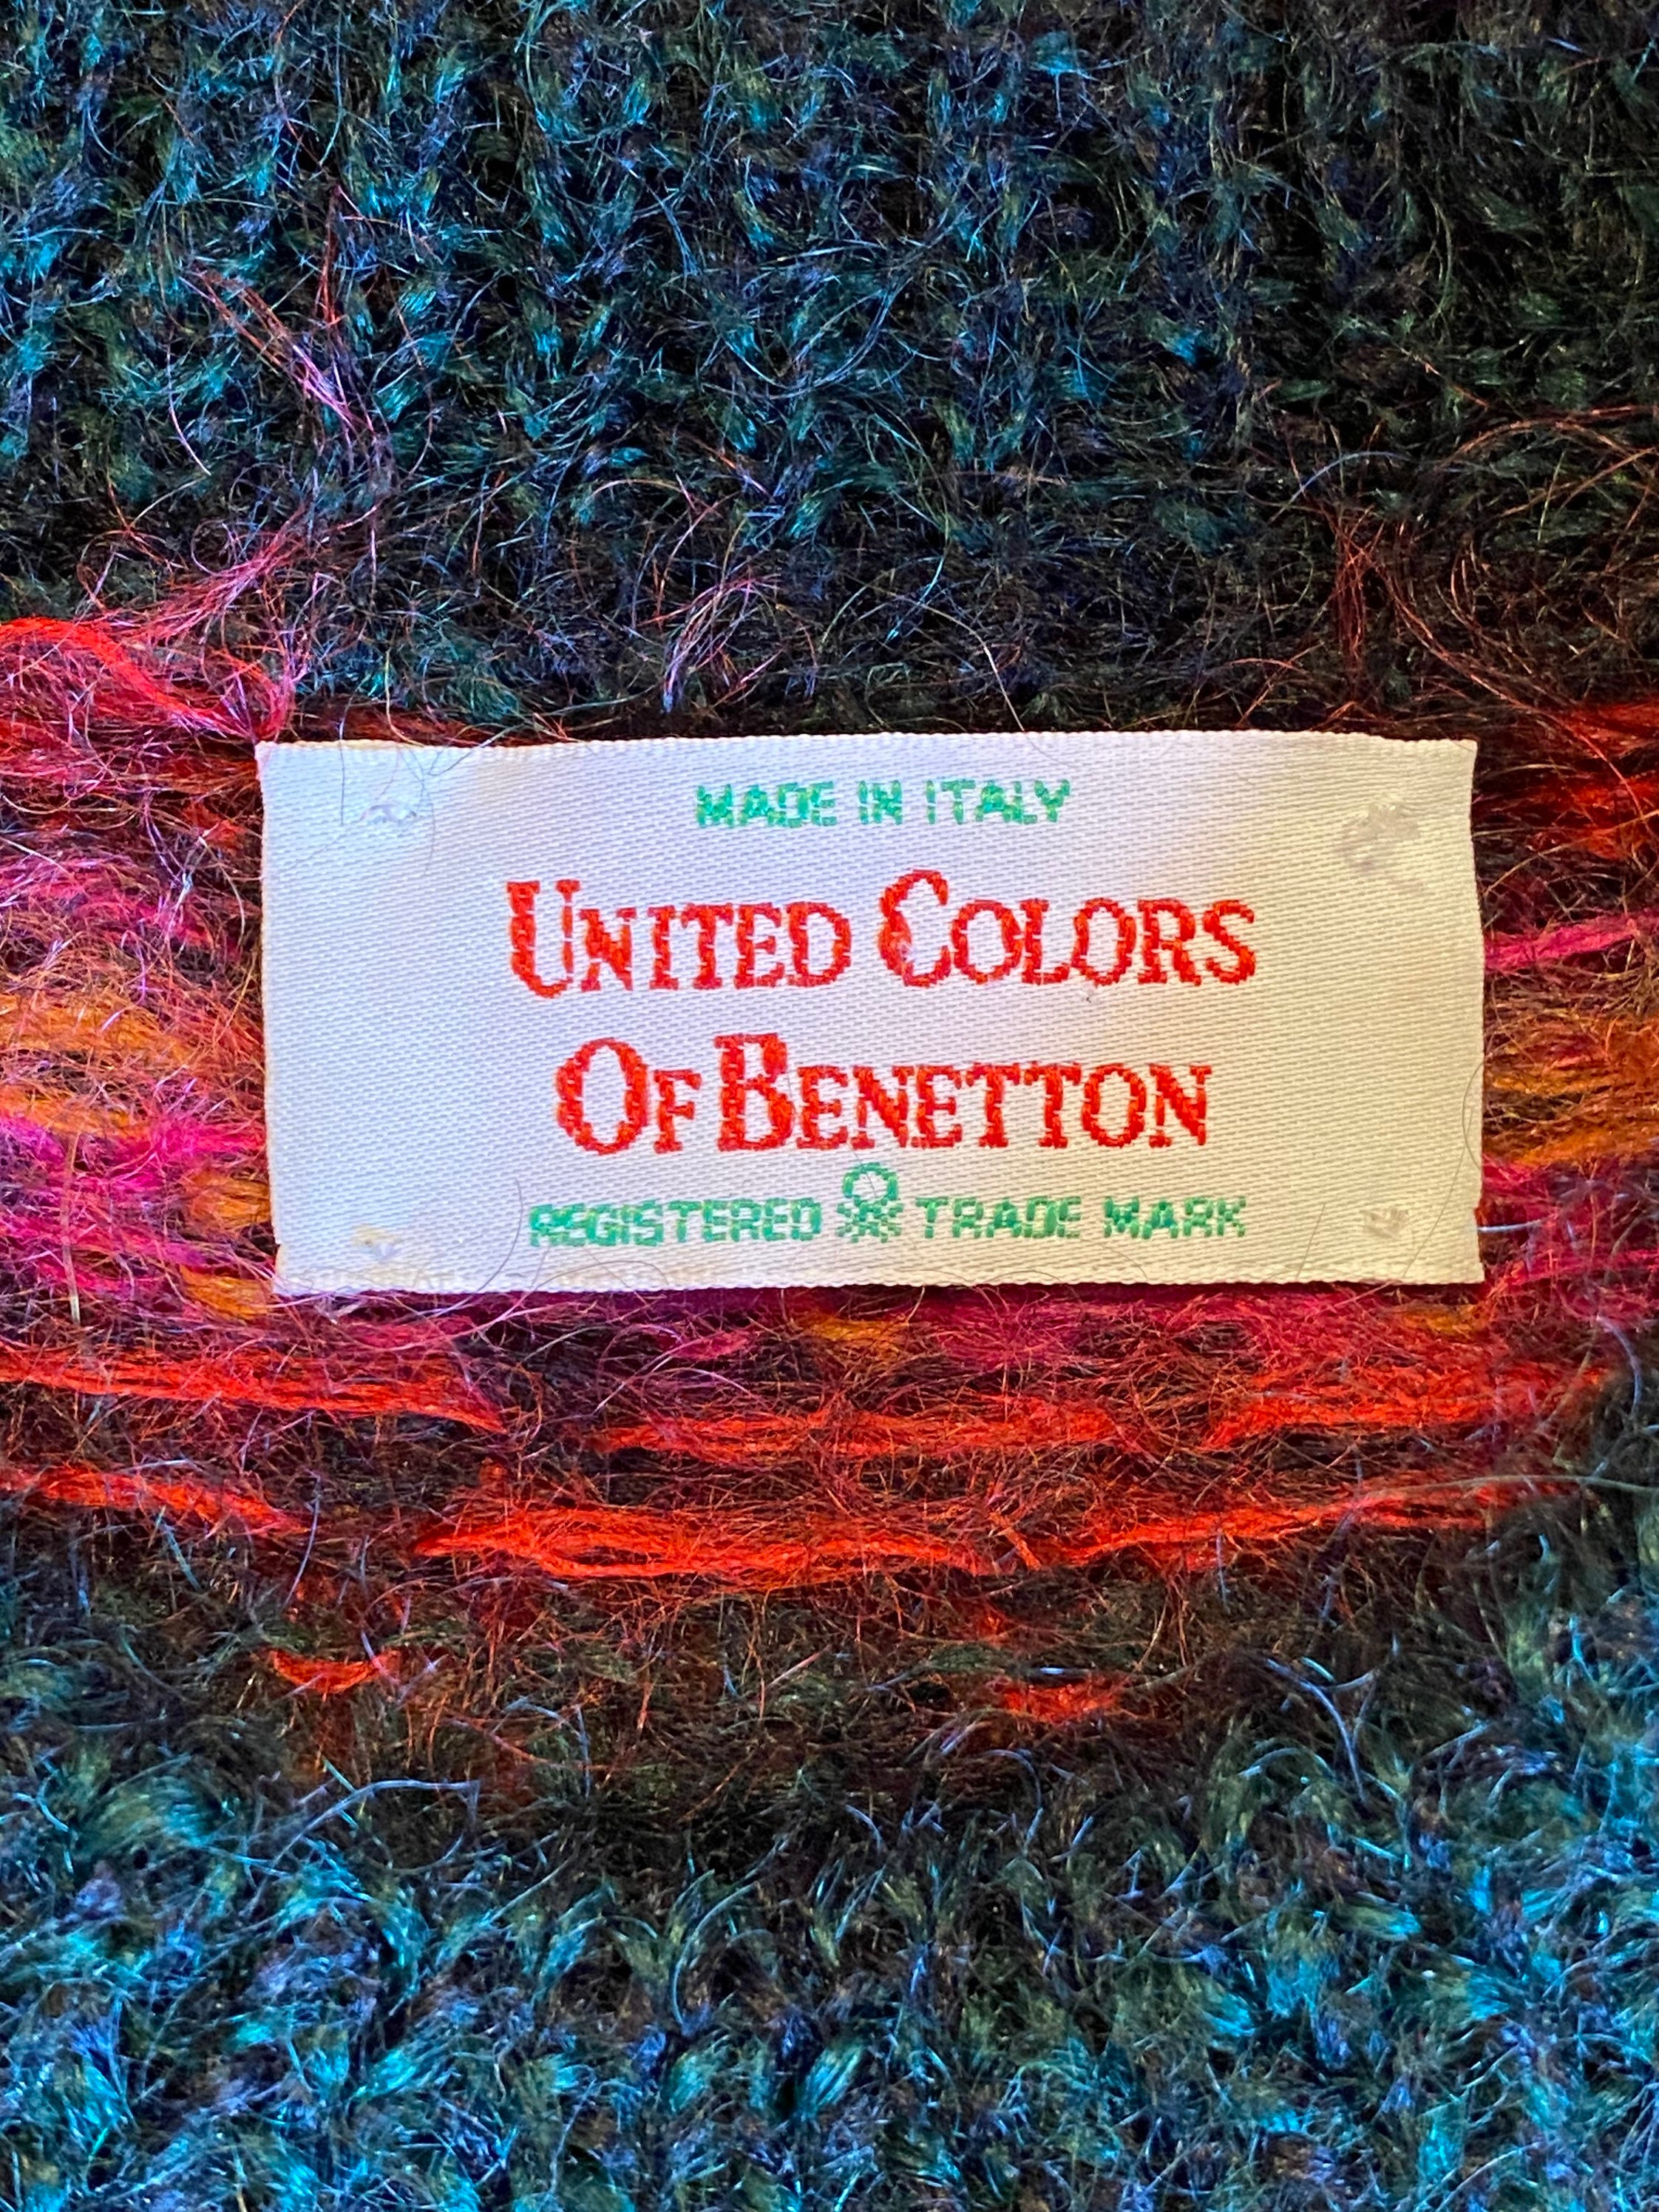 MADE IN ITALY
UNITED COLORS
OF BENETTON
REGISTERED TRADE MARK